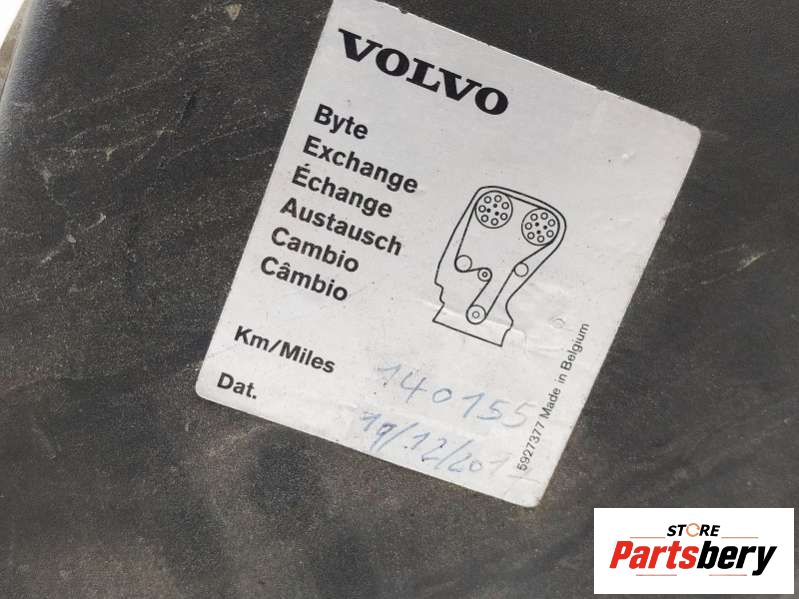 VOLVO
Byte
Exchange
Échange
Austausch
Cambio
Câmbio
Km/Miles 140155
Dat. 19/12/201
5927377 Made in Belgium
STORE
Partsbery